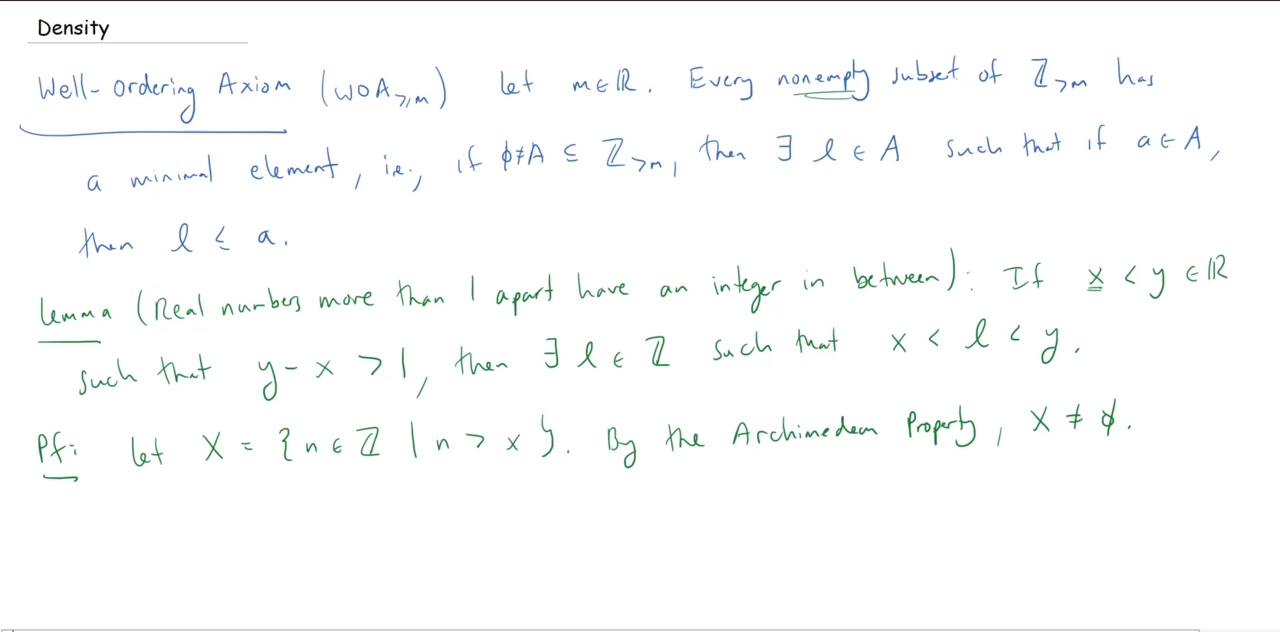 Density
Well-ordering Axiom (WOA≥m) Let m∈ℝ. Every nonempty subset of ℤ>m has
a minimal element, i.e., if ϕ≠A ⊆ ℤ>m, then ∃ l ∈ A such that if a∈A,
then l ≤ a.
Lemma (Real numbers more than 1 apart have an integer in between): If x < y ∈ ℝ
such that y - x > 1, then ∃ l ∈ ℤ such that x < l < y.
Pf: Let X = {n ∈ ℤ | n > x}. By the Archimedean Property, X ≠ ϕ.